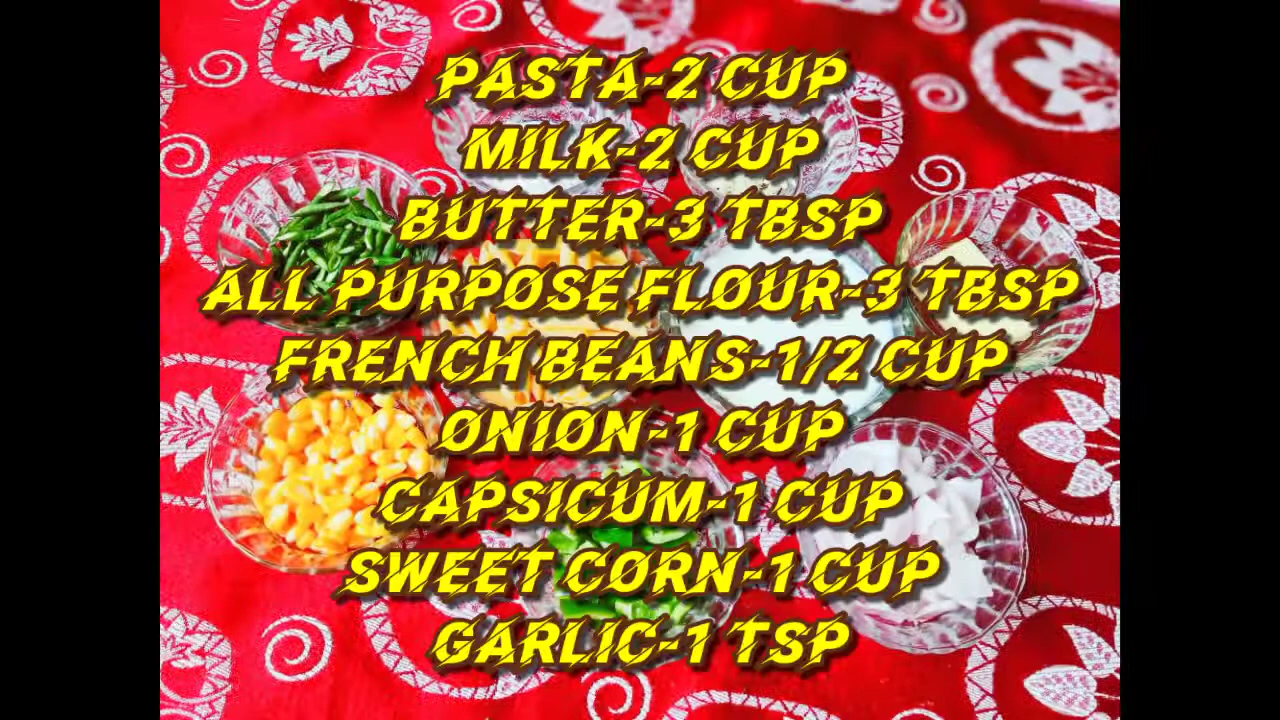 PASTA-2 CUP
MILK-2 CUP
BUTTER-3 TBSP
ALL PURPOSE FLOUR-3 TBSP
FRENCH BEANS-1/2 CUP
ONION-1 CUP
CAPSICUM-1 CUP
SWEET CORN-1 CUP
GARLIC-1 TSP